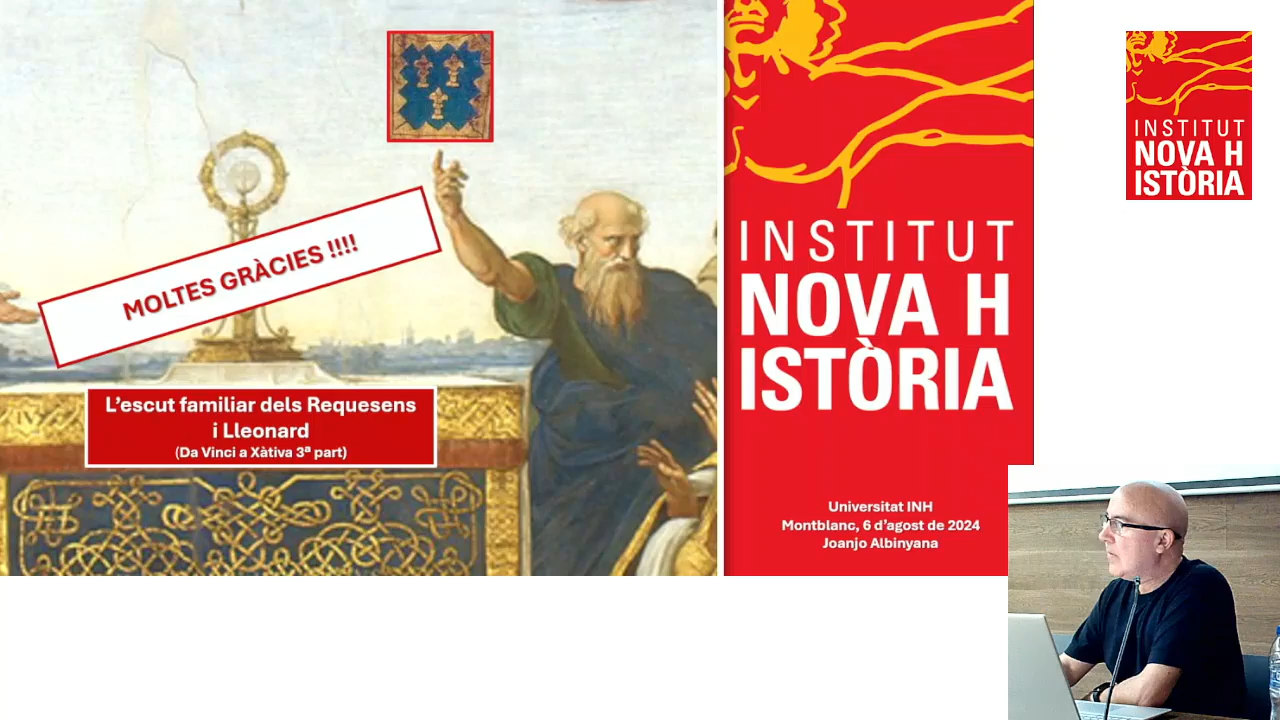 MOLTES GRÀCIES !!!!
L'escut familiar dels Requesens
i Lleonard
(Da Vinci a Xàtiva 3ª part)
INSTITUT
NOVA H
ISTÒRIA
Universitat INH
Montblanc, 6 d'agost de 2024
Joanjo Albinyana
INSTITUT
NOVA H
ISTÒRIA